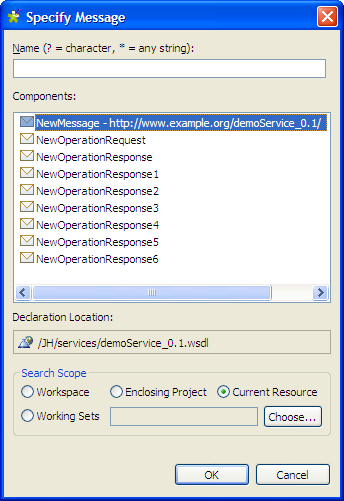 Specify Message
Name (? = character, * = any string):
Components:
NewMessage - http://www.example.org/demoService_0.1/
NewOperationRequest
NewOperationResponse
NewOperationResponse1
NewOperationResponse2
NewOperationResponse3
NewOperationResponse4
NewOperationResponse5
NewOperationResponse6
Declaration Location:
/JH/services/demoService_0.1.wsdl
Search Scope
Workspace Enclosing Project Current Resource
Working Sets Choose...
OK Cancel